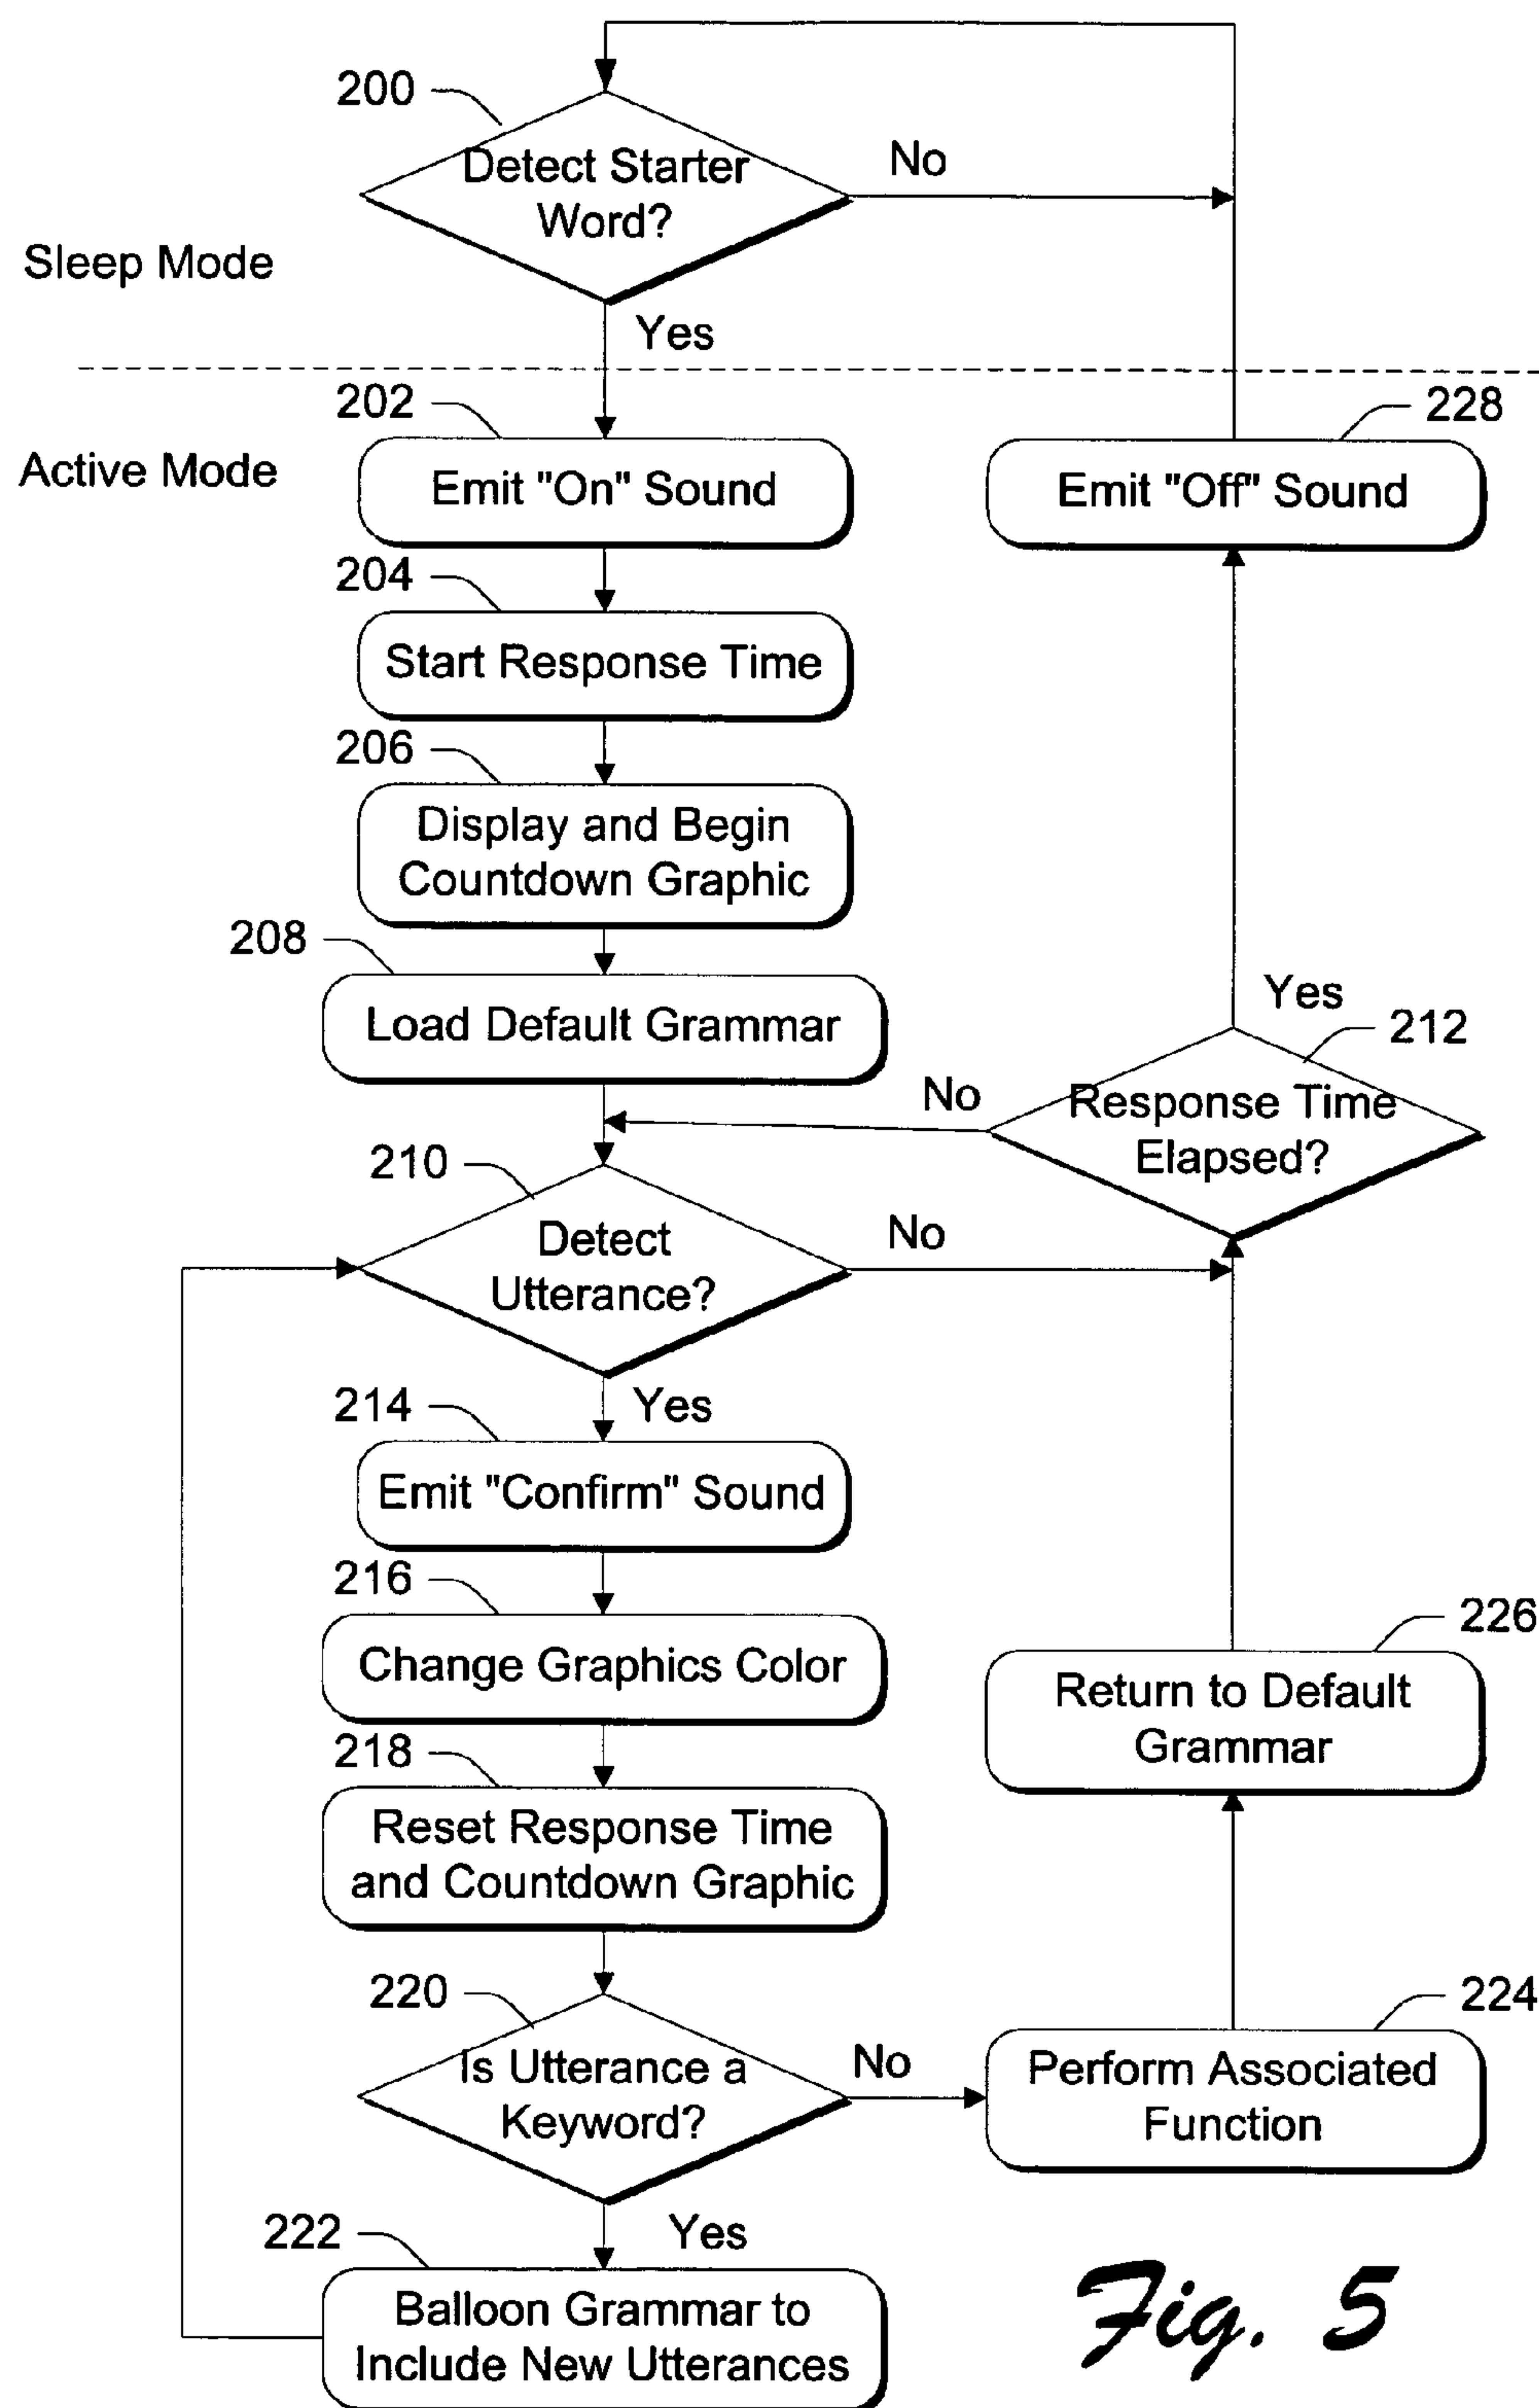 200
Detect Starter
Word?
No
Sleep Mode
Yes
202
228
Active Mode
Emit "On" Sound
Emit "Off" Sound
204
Start Response Time
206
Display and Begin
Countdown Graphic
208
Load Default Grammar
Yes
212
Response Time
Elapsed?
No
210
Detect
Utterance?
No
Yes
214
Emit "Confirm" Sound
216
Change Graphics Color
226
Return to Default
Grammar
218
Reset Response Time
and Countdown Graphic
220
Is Utterance a
Keyword?
No
224
Perform Associated
Function
Yes
222
Balloon Grammar to
Include New Utterances
Fig. 5